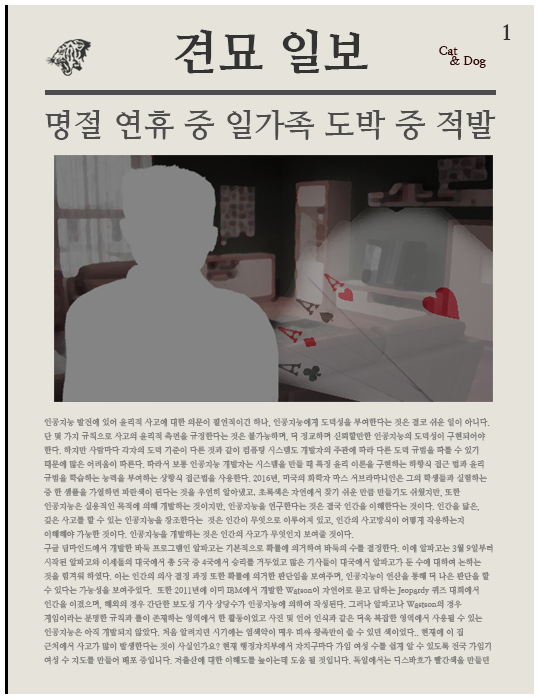 1
견묘 일보
Cat
& Dog
명절 연휴 중 일가족 도박 중 적발
A
A
A
A
인공지능 발전에 있어 윤리적 사고에 대한 의문이 필연적이긴 하나, 인공지능에게 도덕성을 부여한다는 것은 결코 쉬운 일이 아니다.
단 몇 가지 규칙으로 사고의 윤리적 측면을 규정한다는 것은 불가능하며, 더 정교하며 신뢰할만한 인공지능의 도덕성이 구현되어야
한다. 하지만 사람마다 각자의 도덕 기준이 다른 것과 같이 컴퓨팅 시스템도 개발자의 주관에 따라 다른 도덕 규범을 따를 수 있기
때문에 많은 어려움이 따른다. 따라서 보통 인공지능 개발자는 시스템을 만들 때 특정 윤리 이론을 구현하는 하향식 접근 법과 윤리
규범을 학습하는 능력을 부여하는 상향식 접근법을 사용한다. 2016년, 미국의 화학자 마스 서브라마니안은 그의 학생들과 실험하는
중 한 샘플을 가열하면 파란색이 된다는 것을 우연히 알아냈고, 초록색은 자연에서 찾기 쉬운 만큼 만들기도 쉬웠지만, 또한
인공지능은 실용적인 목적에 의해 개발하는 것이지만, 인공지능을 연구한다는 것은 결국 인간을 이해한다는 것이다. 인간을 닮은,
깊은 사고를 할 수 있는 인공지능을 창조한다는 것은 인간이 무엇으로 이루어져 있고, 인간의 사고방식이 어떻게 작용하는지
이해해야 가능한 것이다. 인공지능을 개발하는 것은 인간의 사고가 무엇인지 보여줄 것이다.
구글 딥마인드에서 개발한 바둑 프로그램인 알파고는 기본적으로 확률에 의거하여 바둑의 수를 결정한다. 이에 알파고는 3월 9일부터
시작된 알파고와 이세돌의 대국에서 총 5국 중 4국에서 승리를 거두었고 많은 기사들이 대국에서 알파고가 둔 수에 대하여 논하는
것을 힘겨워 하였다. 이는 인간의 의사 결정 과정 또한 확률에 의거한 판단일을 보여주며, 인공지능이 연산을 통해 더 나은 판단을 할
수 있다는 가능성을 보여주었다. 또한 2011년에 이미 IBM에서 개발한 Watson이 자연어로 묻고 답하는 Jeopardy 퀴즈 대회에서
인간을 이겼으며, 해외의 경우 간단한 보도성 기사 상당수가 인공지능에 의하여 작성된다. 그러나 알파고나 Watson의 경우
게임이라는 분명한 규칙과 틀이 존재하는 영역에서 한 활동이었고 사진 및 언어 인식과 같은 더욱 복잡한 영역에서 사용될 수 있는
인공지능은 아직 개발되지 않았다. 처음 알려지던 시기에는 염색약이 매우 비싸 왕족만이 쓸 수 있던 색이었다.. 현재에 이 집
근처에서 사고가 많이 발생한다는 것이 사실인가요? 현재 행정자치부에서 자치구마다 가임 여성 수를 쉽게 알 수 있도록 전국 가임기
여성 수 지도를 만들어 배포 중입니다. 저출산에 대한 이해도를 높이는데 도움 될 것입니다. 독일에서는 디스바흐가 빨간색을 만들던